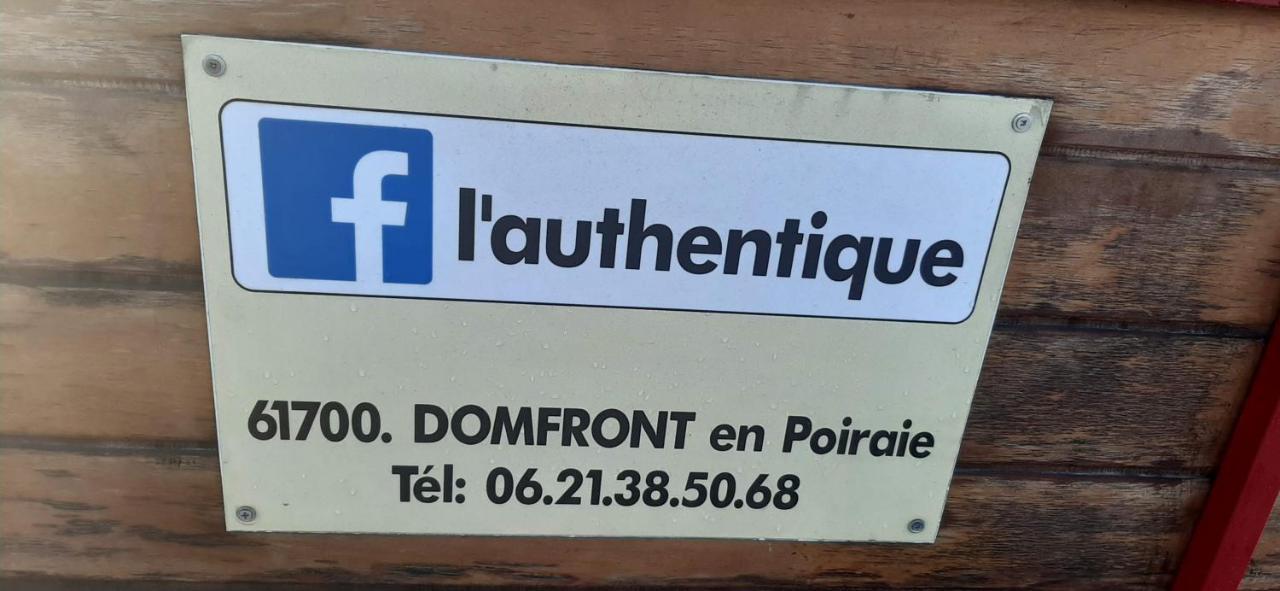 f l'authentique
61700. DOMFRONT en Poiraie
Tél: 06.21.38.50.68